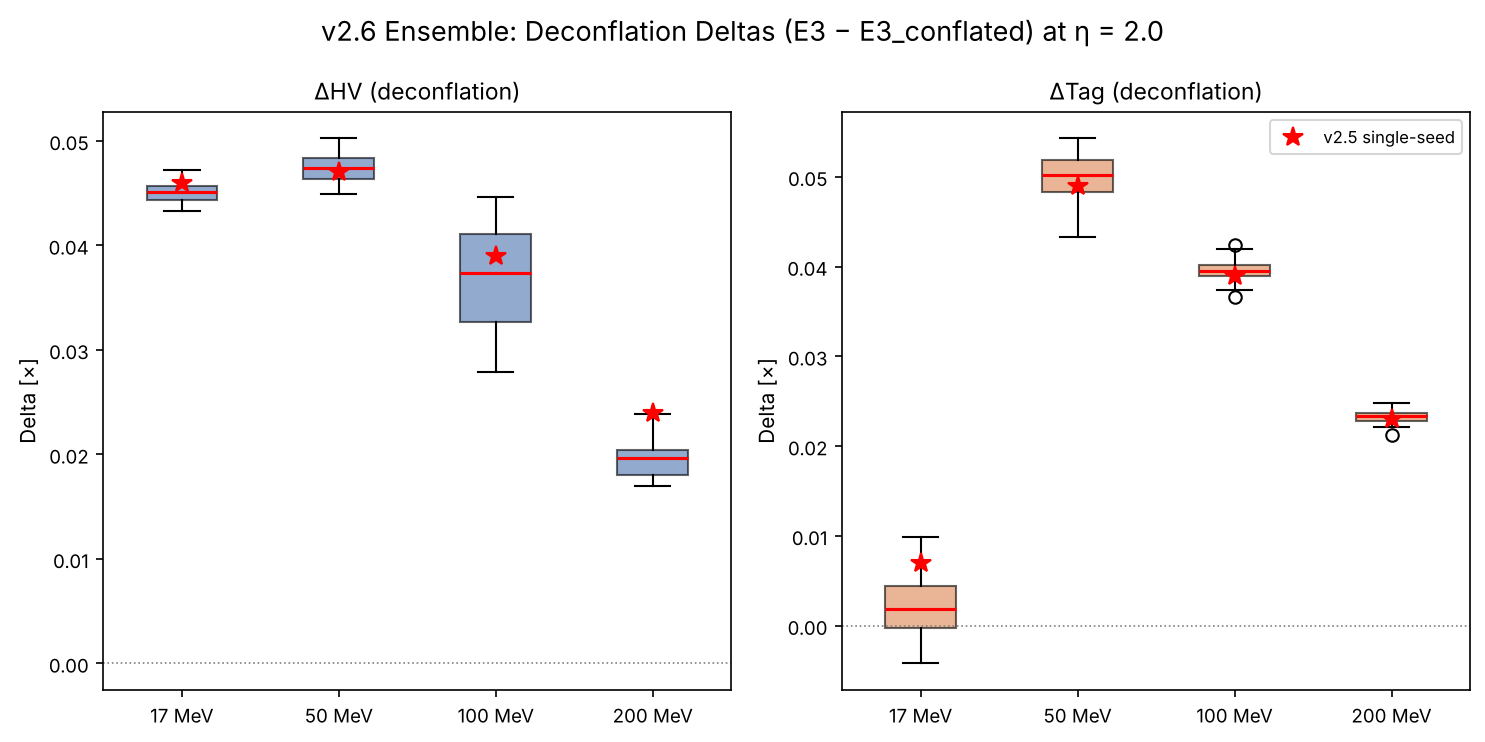 v2.6 Ensemble: Deconflation Deltas (E3 − E3_conflated) at η = 2.0
ΔHV (deconflation)
Delta [×]
0.05
0.04
0.03
0.02
0.01
0.00
17 MeV
50 MeV
100 MeV
200 MeV
ΔTag (deconflation)
v2.5 single-seed
Delta [×]
0.05
0.04
0.03
0.02
0.01
0.00
17 MeV
50 MeV
100 MeV
200 MeV